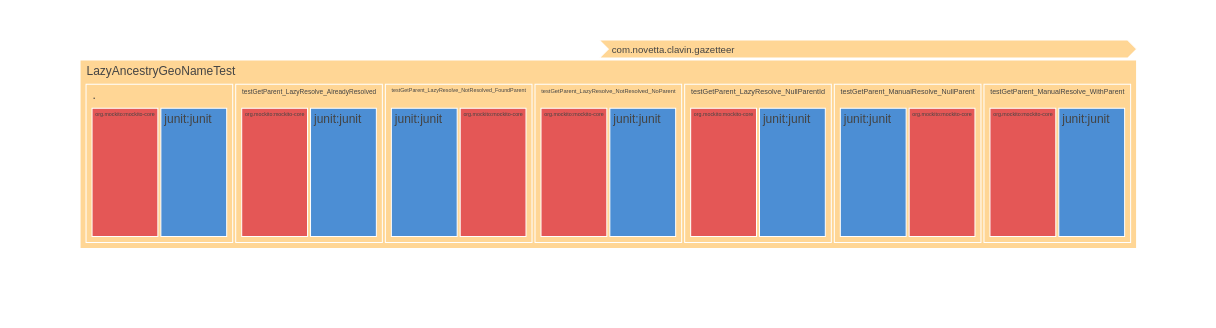 com.novetta.clavin.gazetteer
LazyAncestryGeoNameTest
.
testGetParent_LazyResolve_AlreadyResolved
testGetParent_LazyResolve_NotResolved_FoundParent
testGetParent_LazyResolve_NotResolved_NoParent
testGetParent_LazyResolve_NullParentId
testGetParent_ManualResolve_NullParent
testGetParent_ManualResolve_WithParent
org.mockito:mockito-core
junit:junit
org.mockito:mockito-core
junit:junit
junit:junit
org.mockito:mockito-core
org.mockito:mockito-core
junit:junit
org.mockito:mockito-core
junit:junit
junit:junit
org.mockito:mockito-core
org.mockito:mockito-core
junit:junit